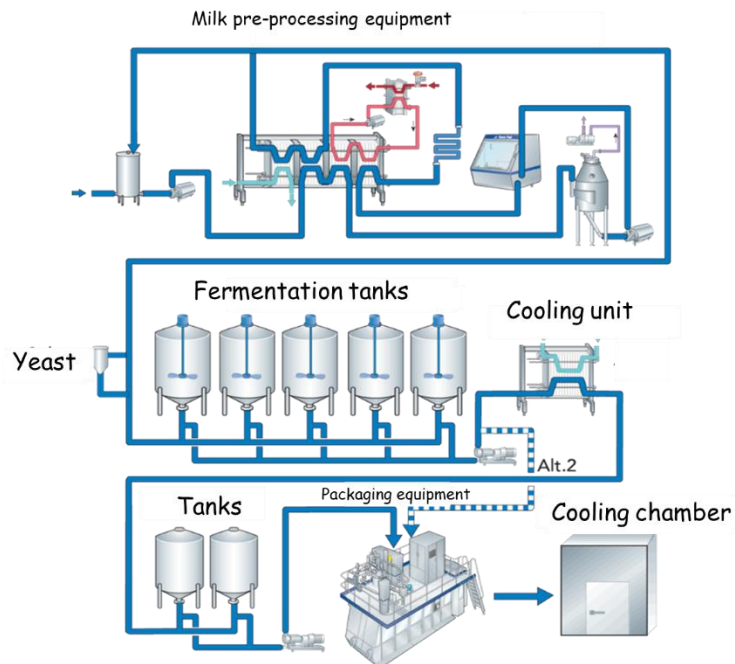 Milk pre-processing equipment
Fermentation tanks
Cooling unit
Yeast
Alt.2
Tanks
Packaging equipment
Cooling chamber